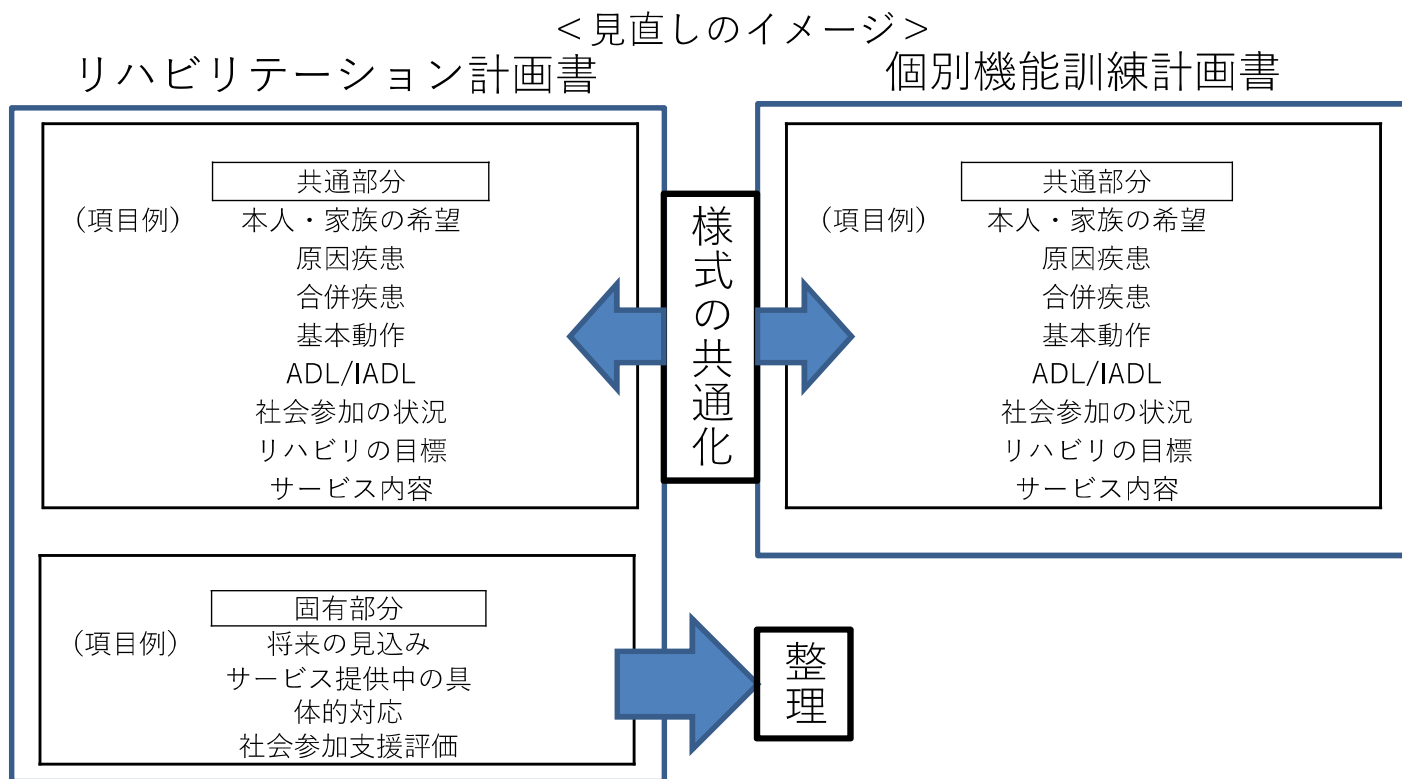 ＜見直しのイメージ＞
リハビリテーション計画書
共通部分
（項目例）
本人・家族の希望
原因疾患
合併疾患
基本動作
ADL/IADL
社会参加の状況
リハビリの目標
サービス内容
固有部分
（項目例）
将来の見込み
サービス提供中の具
体的対応
社会参加支援評価
様式の共通化
整理
個別機能訓練計画書
共通部分
（項目例）
本人・家族の希望
原因疾患
合併疾患
基本動作
ADL/IADL
社会参加の状況
リハビリの目標
サービス内容